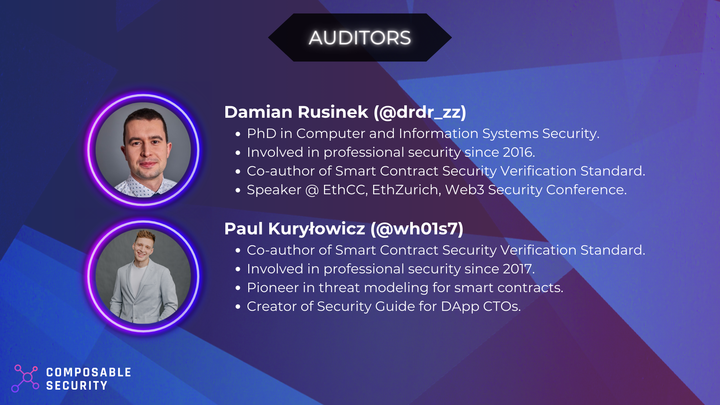 AUDITORS
Damian Rusinek (@drdr_zz)
• PhD in Computer and Information Systems Security.
• Involved in professional security since 2016.
• Co-author of Smart Contract Security Verification Standard.
• Speaker @ EthCC, EthZurich, Web3 Security Conference.
Paul Kuryłowicz (@wh01s7)
• Co-author of Smart Contract Security Verification Standard.
• Involved in professional security since 2017.
• Pioneer in threat modeling for smart contracts.
• Creator of Security Guide for DApp CTOs.
COMPOSABLE
SECURITY